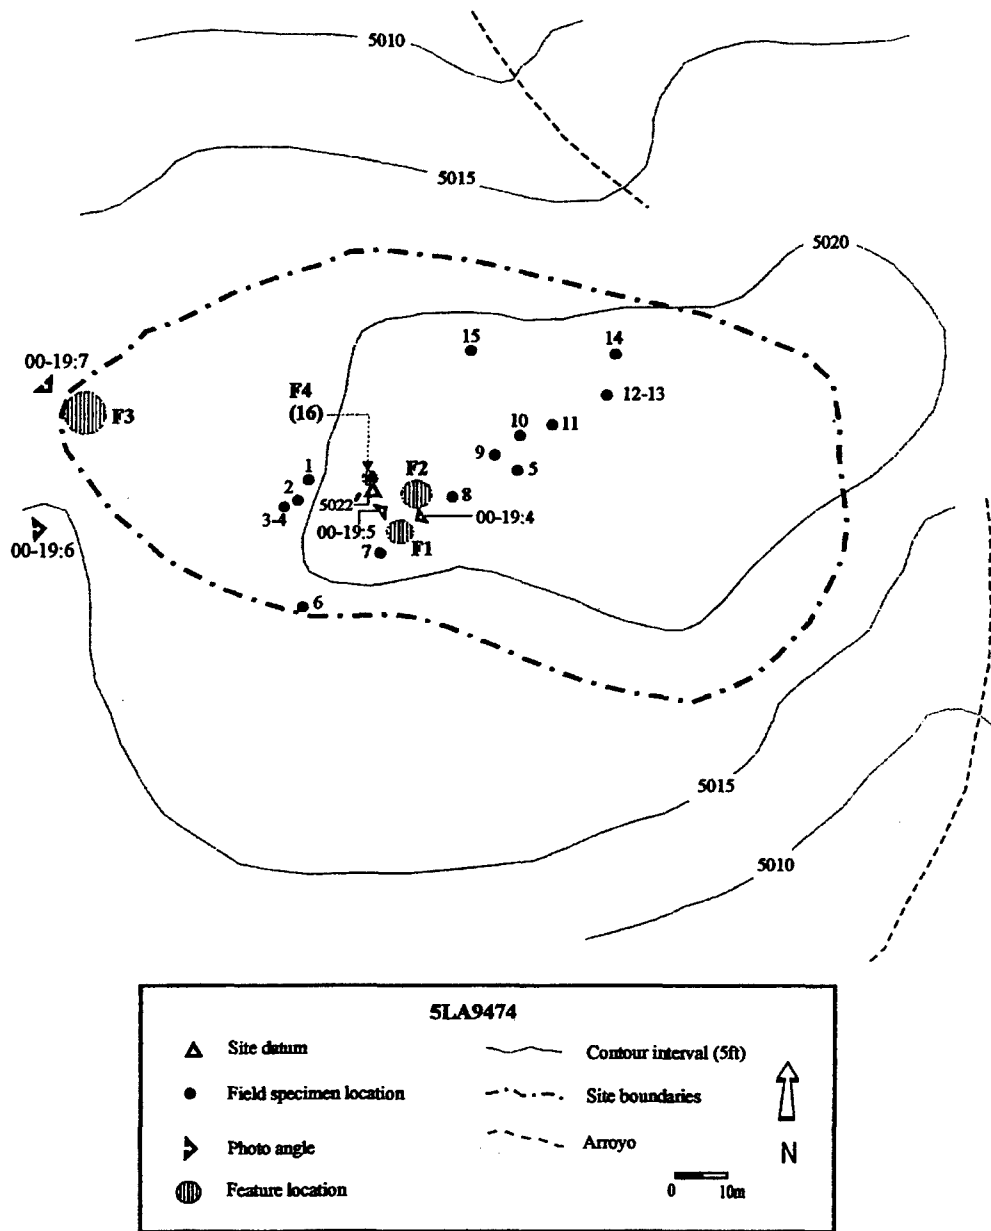 5010
5015
5020
15
14
00-19:7
F3
F4
(16)
12-13
11
10
9
5
1
F2
2
8
3-4
5022'
00-19:5
00-19:4
00-19:6
F1
7
6
5015
5010
5LA9474
Site datum
Contour interval (5ft)
Field specimen location
Site boundaries
Photo angle
Arroyo
N
Feature location
0 10m